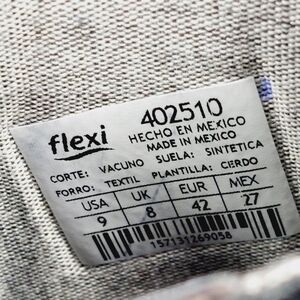 flexi
402510
HECHO EN MEXICO
MADE IN MEXICO
CORTE: VACUNO SUELA: SINTETICA
FORRO: TEXTIL PLANTILLA: CERDO
USA UK EUR MEX
9 8 42 27
157131269058